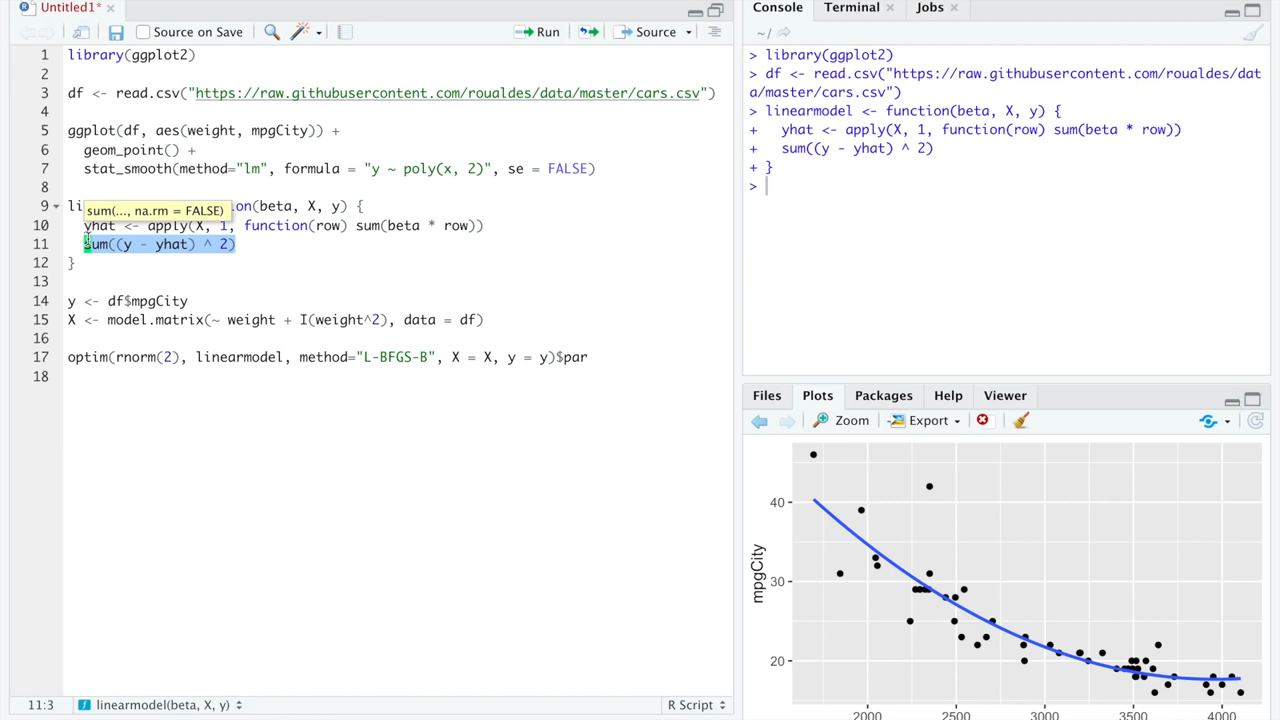 Untitled1*
Source on Save
Run
Source
1 library(ggplot2)
2
3 df <- read.csv("https://raw.githubusercontent.com/roualdes/data/master/cars.csv")
4
5 ggplot(df, aes(weight, mpgCity)) +
6 geom_point() +
7 stat_smooth(method="lm", formula = "y ~ poly(x, 2)", se = FALSE)
8
sum(..., na.rm = FALSE)
9 li on(beta, X, y) {
10 yhat <- apply(X, 1, function(row) sum(beta * row))
11 sum((y - yhat) ^ 2)
12 }
13
14 y <- df$mpgCity
15 X <- model.matrix(~ weight + I(weight^2), data = df)
16
17 optim(rnorm(2), linearmodel, method="L-BFGS-B", X = X, y = y)$par
18
11:3 linearmodel(beta, X, y) R Script
Console Terminal Jobs
~/
> library(ggplot2)
> df <- read.csv("https://raw.githubusercontent.com/roualdes/dat
a/master/cars.csv")
> linearmodel <- function(beta, X, y) {
+ yhat <- apply(X, 1, function(row) sum(beta * row))
+ sum((y - yhat) ^ 2)
+ }
>
Files Plots Packages Help Viewer
Zoom Export
mpgCity
40
30
20
2000 2500 3000 3500 4000